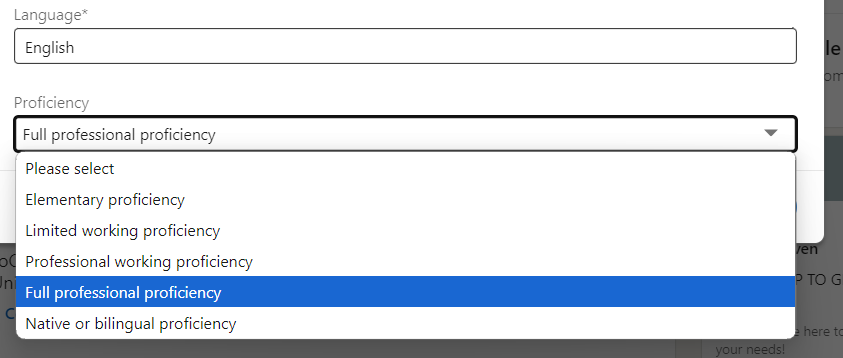 Language*
English
Proficiency
Full professional proficiency
Please select
Elementary proficiency
Limited working proficiency
Professional working proficiency
Full professional proficiency
Native or bilingual proficiency
le
om
ven
P TO G
here to
your needs!